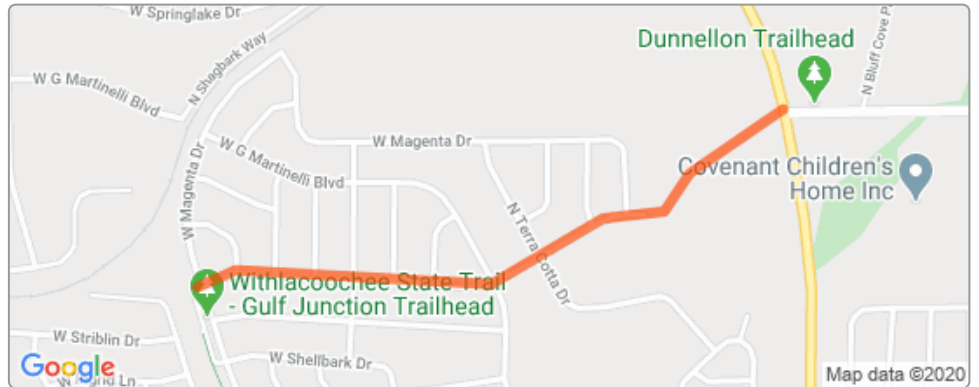 W Springlake Dr
Dunnellon Trailhead
N Shagbark Way
W G Martinelli Blvd
N Bluff Cove P
W Magenta Dr
W G Martinelli Blvd
W Magenta Dr
Covenant Children's
Home Inc
N Terra Cotta Dr
Withlacoochee State Trail
- Gulf Junction Trailhead
W Striblin Dr
W Shellbark Dr
Google
Ln
Map data ©2020